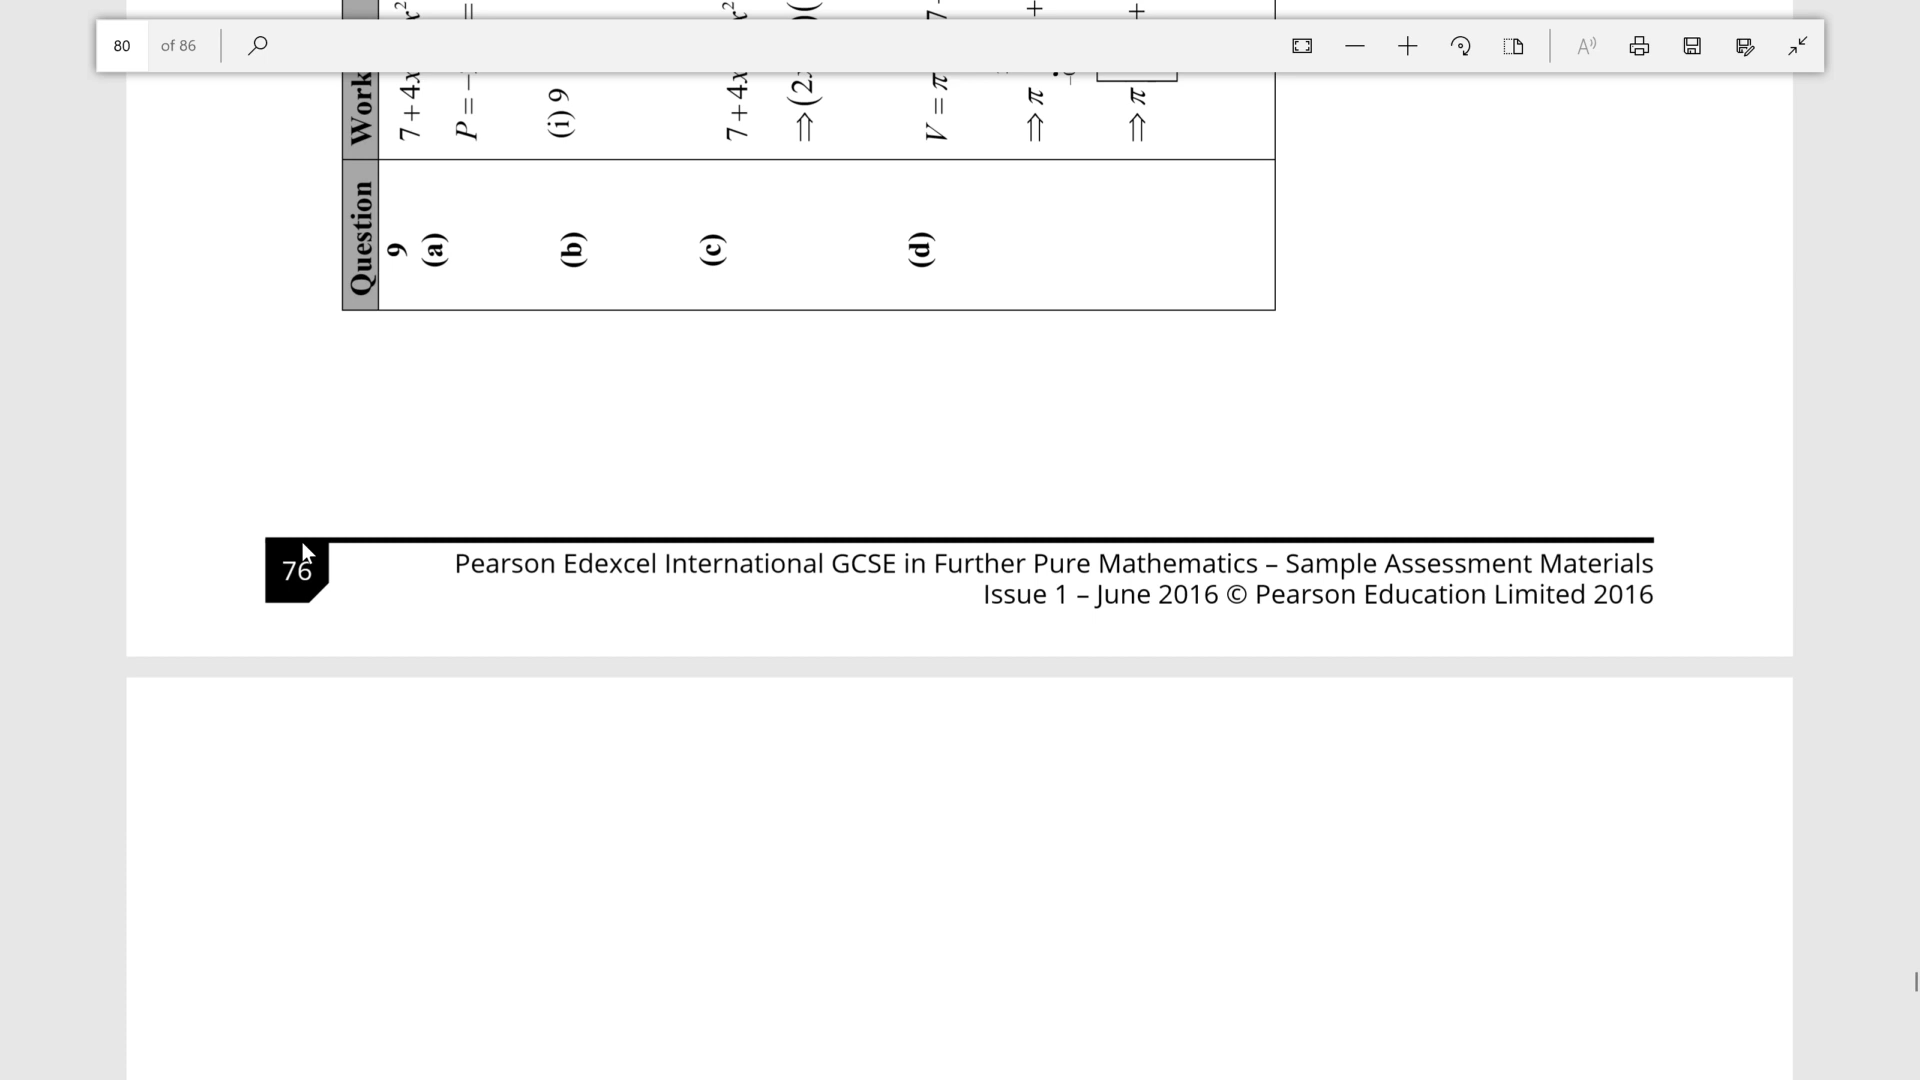 80 of 86
Question Work
9
(a) 7 + 4x
P = –
(b) (i) 9
(c) 7 + 4x
⇒ (2
(d) V = π
⇒ π
⇒ π
76
Pearson Edexcel International GCSE in Further Pure Mathematics – Sample Assessment Materials
Issue 1 – June 2016 © Pearson Education Limited 2016